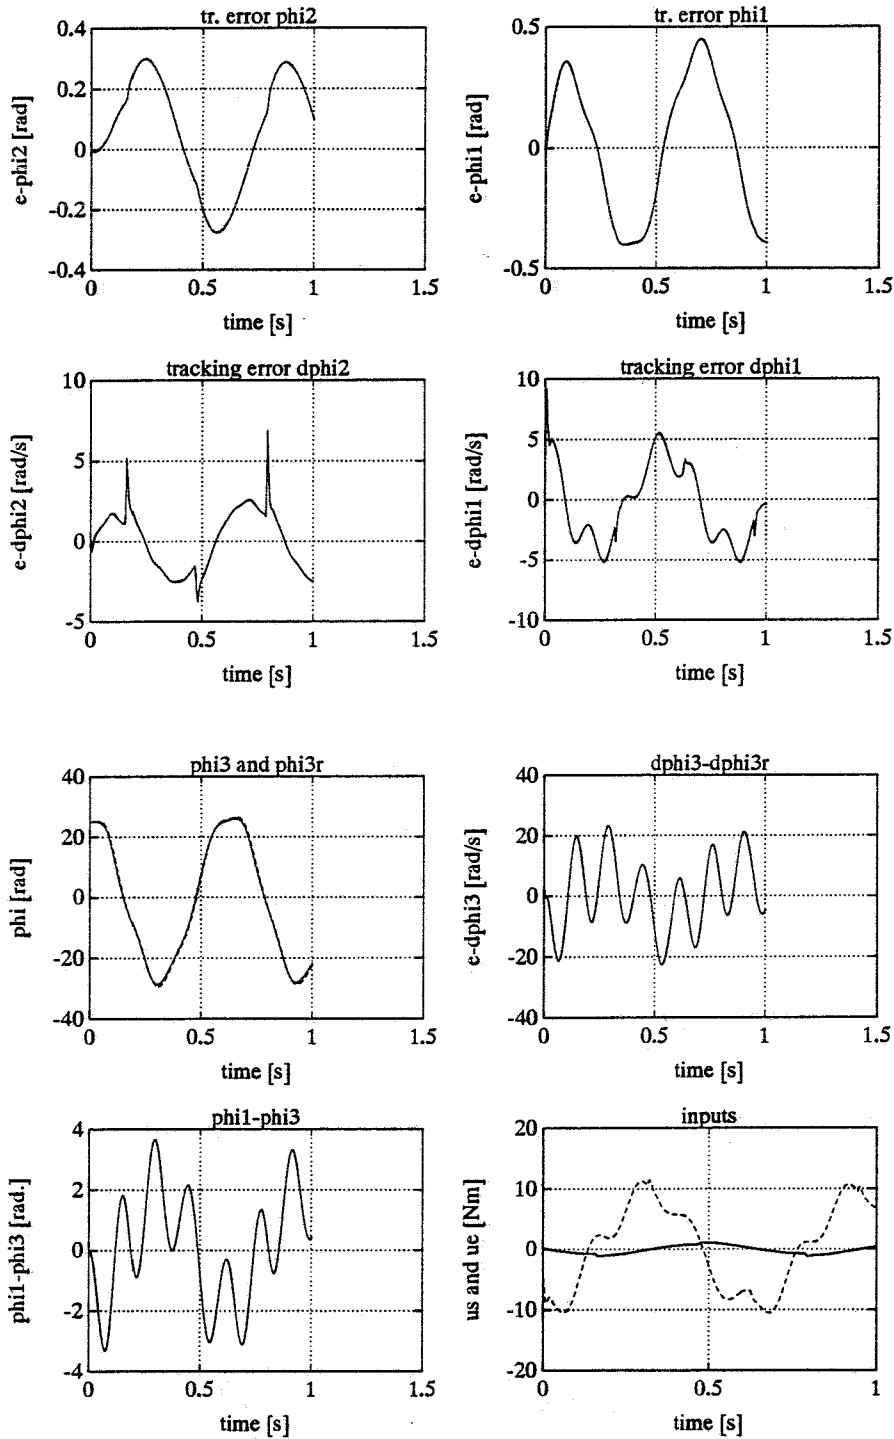 tr. error phi2
0.4
0.2
0
-0.2
-0.4
e-phi2 [rad]
0
0.5
1
1.5
time [s]
tr. error phi1
0.5
0
-0.5
e-phi1 [rad]
0
0.5
1
1.5
time [s]
tracking error dphi2
10
5
0
-5
e-dphi2 [rad/s]
0
0.5
1
1.5
time [s]
tracking error dphi1
10
5
0
-5
-10
e-dphi1 [rad/s]
0
0.5
1
1.5
time [s]
phi3 and phi3r
40
20
0
-20
-40
phi [rad]
0
0.5
1
1.5
time [s]
dphi3-dphi3r
40
20
0
-20
-40
e-dphi3 [rad/s]
0
0.5
1
1.5
time [s]
phi1-phi3
4
2
0
-2
-4
phi1-phi3 [rad.]
0
0.5
1
1.5
time [s]
inputs
20
10
0
-10
-20
us and ue [Nm]
0
0.5
1
time [s]